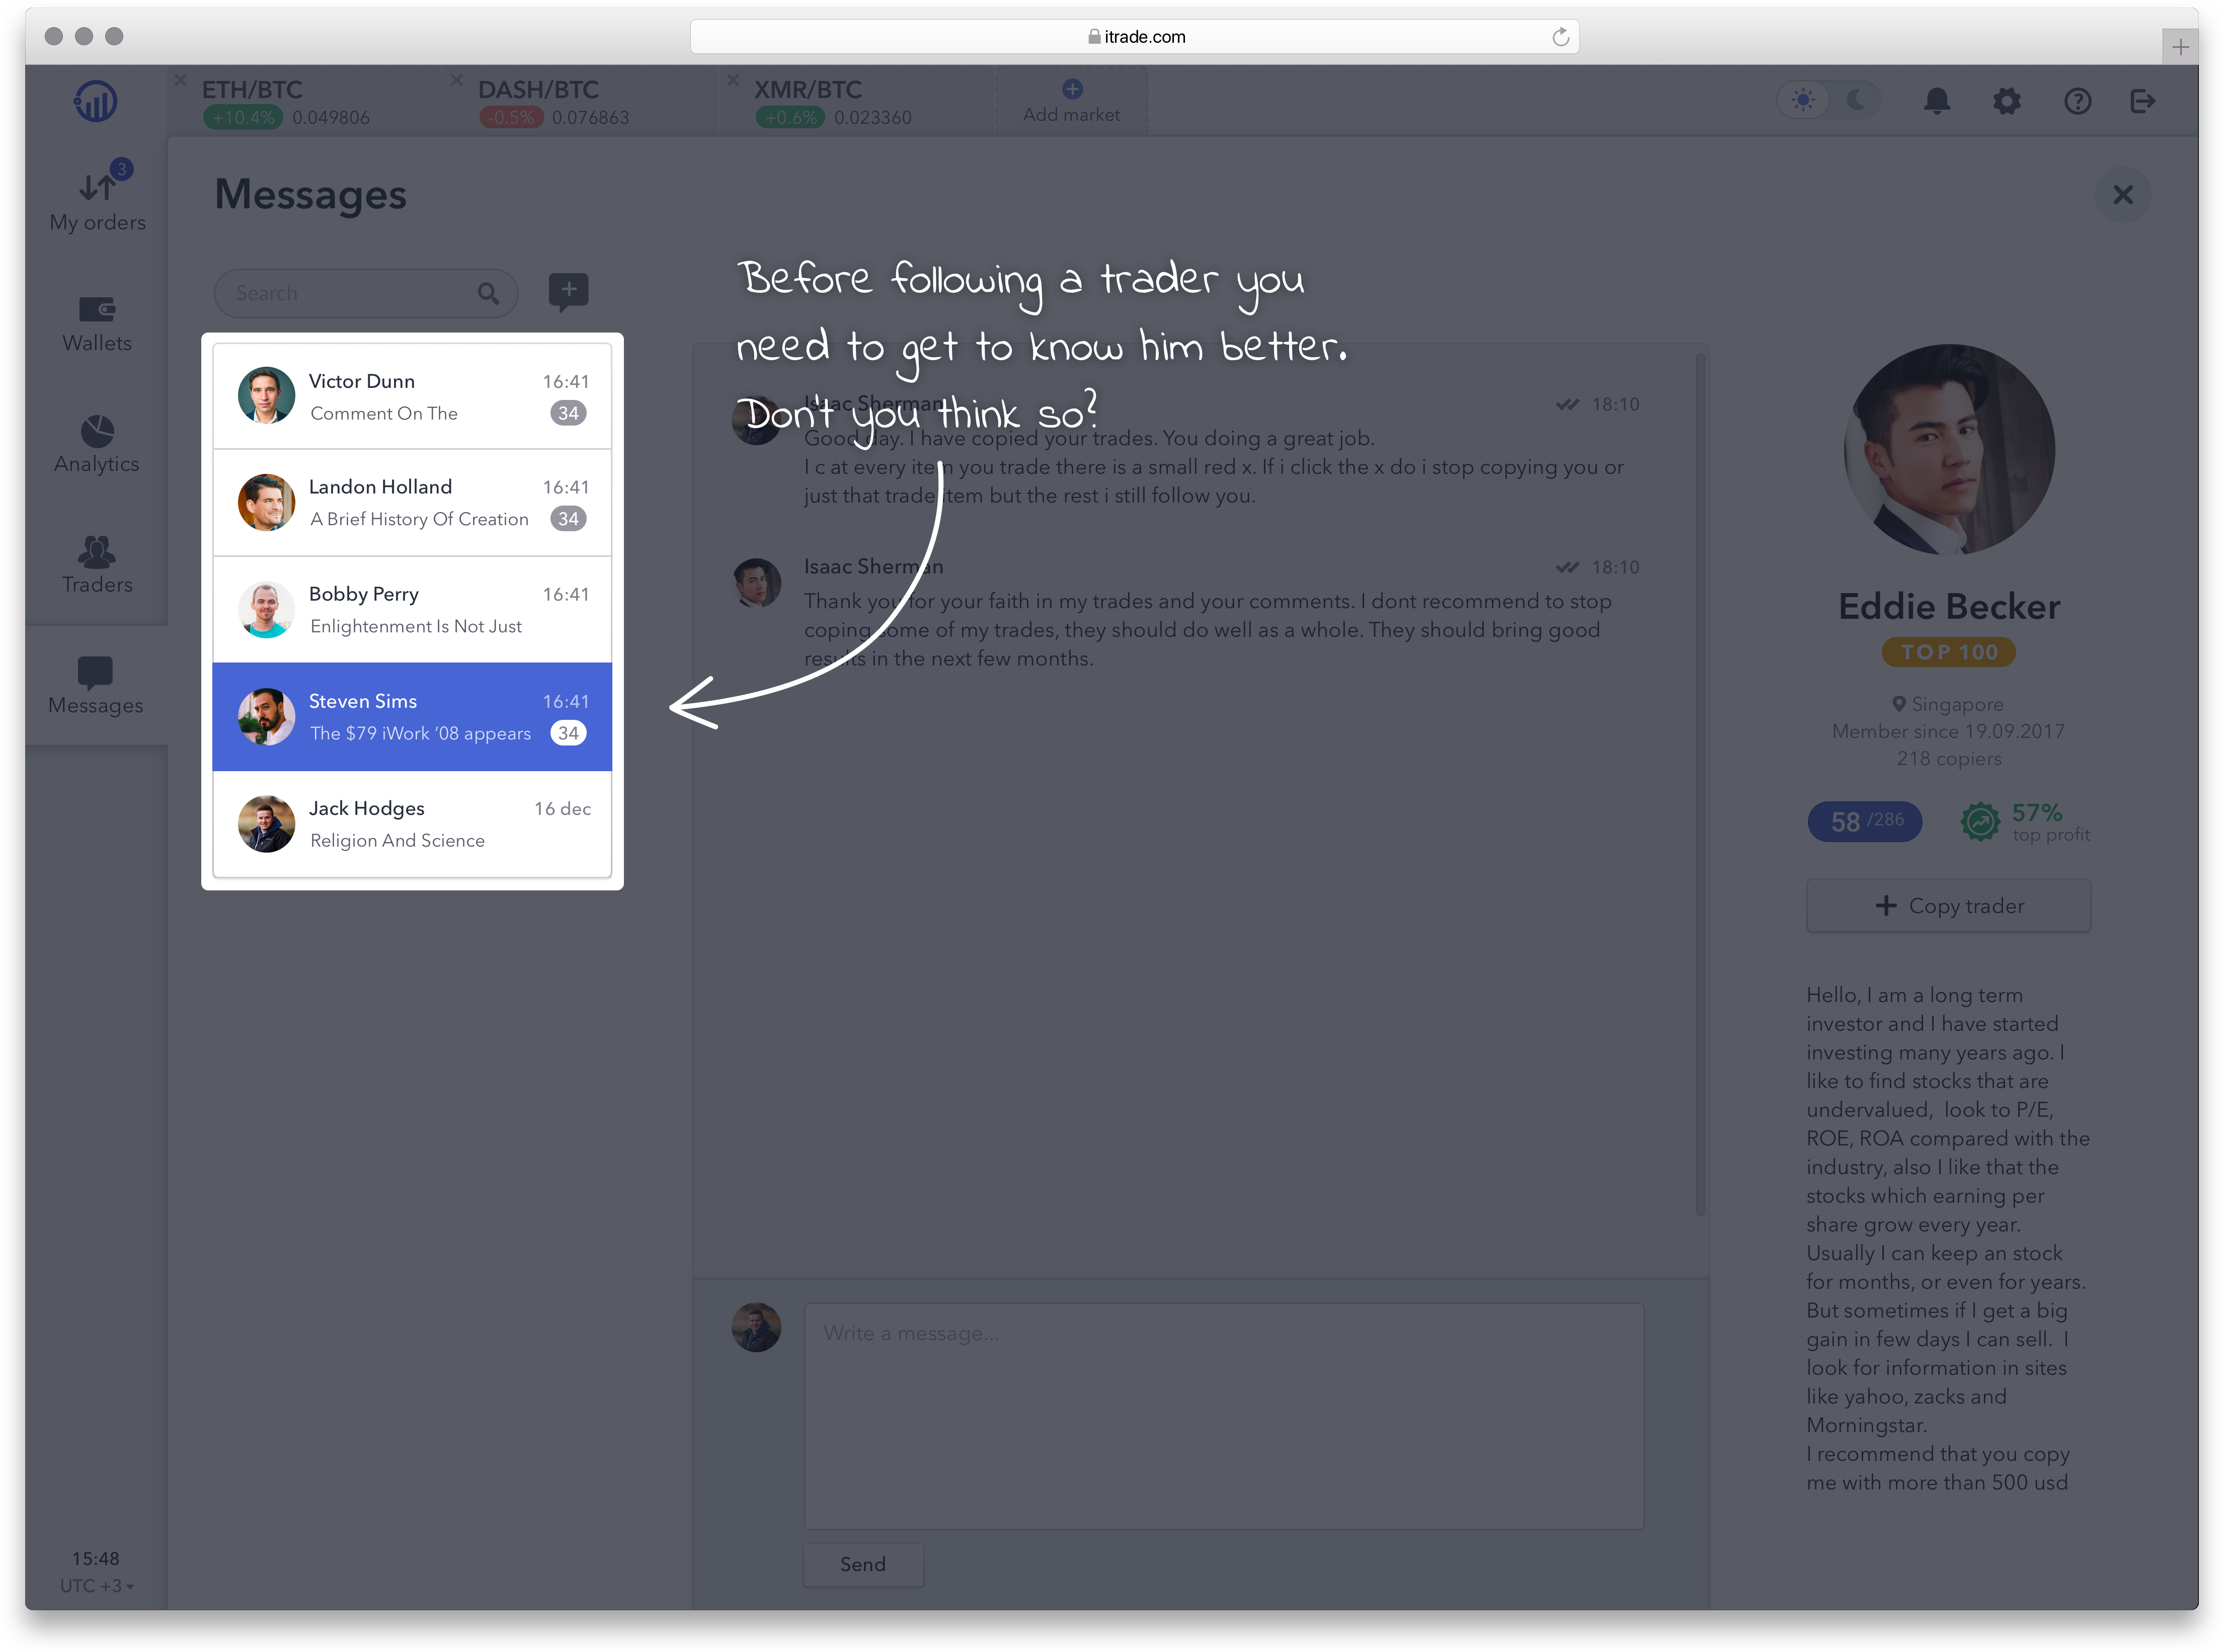 itrade.com
ETH/BTC
+10.4% 0.049806
DASH/BTC
-0.5% 0.076863
XMR/BTC
+0.6% 0.023360
Add market
3
My orders
Wallets
Analytics
Traders
Messages
15:48
UTC +3
Messages
Search
Before following a trader you
need to get to know him better.
Don't you think so?
Victor Dunn 16:41
Comment On The 34
Landon Holland 16:41
A Brief History Of Creation 34
Bobby Perry 16:41
Enlightenment Is Not Just
Steven Sims 16:41
The $79 iWork ’08 appears 34
Jack Hodges 16 dec
Religion And Science
Isaac Sherman 18:10
Good day. I have copied your trades. You doing a great job.
I c at every item you trade there is a small red x. If i click the x do i stop copying you or
just that trade item but the rest i still follow you.
Isaac Sherman 18:10
Thank you for your faith in my trades and your comments. I dont recommend to stop
coping some of my trades, they should do well as a whole. They should bring good
results in the next few months.
Write a message...
Send
Eddie Becker
TOP 100
Singapore
Member since 19.09.2017
218 copiers
58 /286
57%
top profit
Copy trader
Hello, I am a long term
investor and I have started
investing many years ago. I
like to find stocks that are
undervalued, look to P/E,
ROE, ROA compared with the
industry, also I like that the
stocks which earning per
share grow every year.
Usually I can keep an stock
for months, or even for years.
But sometimes if I get a big
gain in few days I can sell. I
look for information in sites
like yahoo, zacks and
Morningstar.
I recommend that you copy
me with more than 500 usd